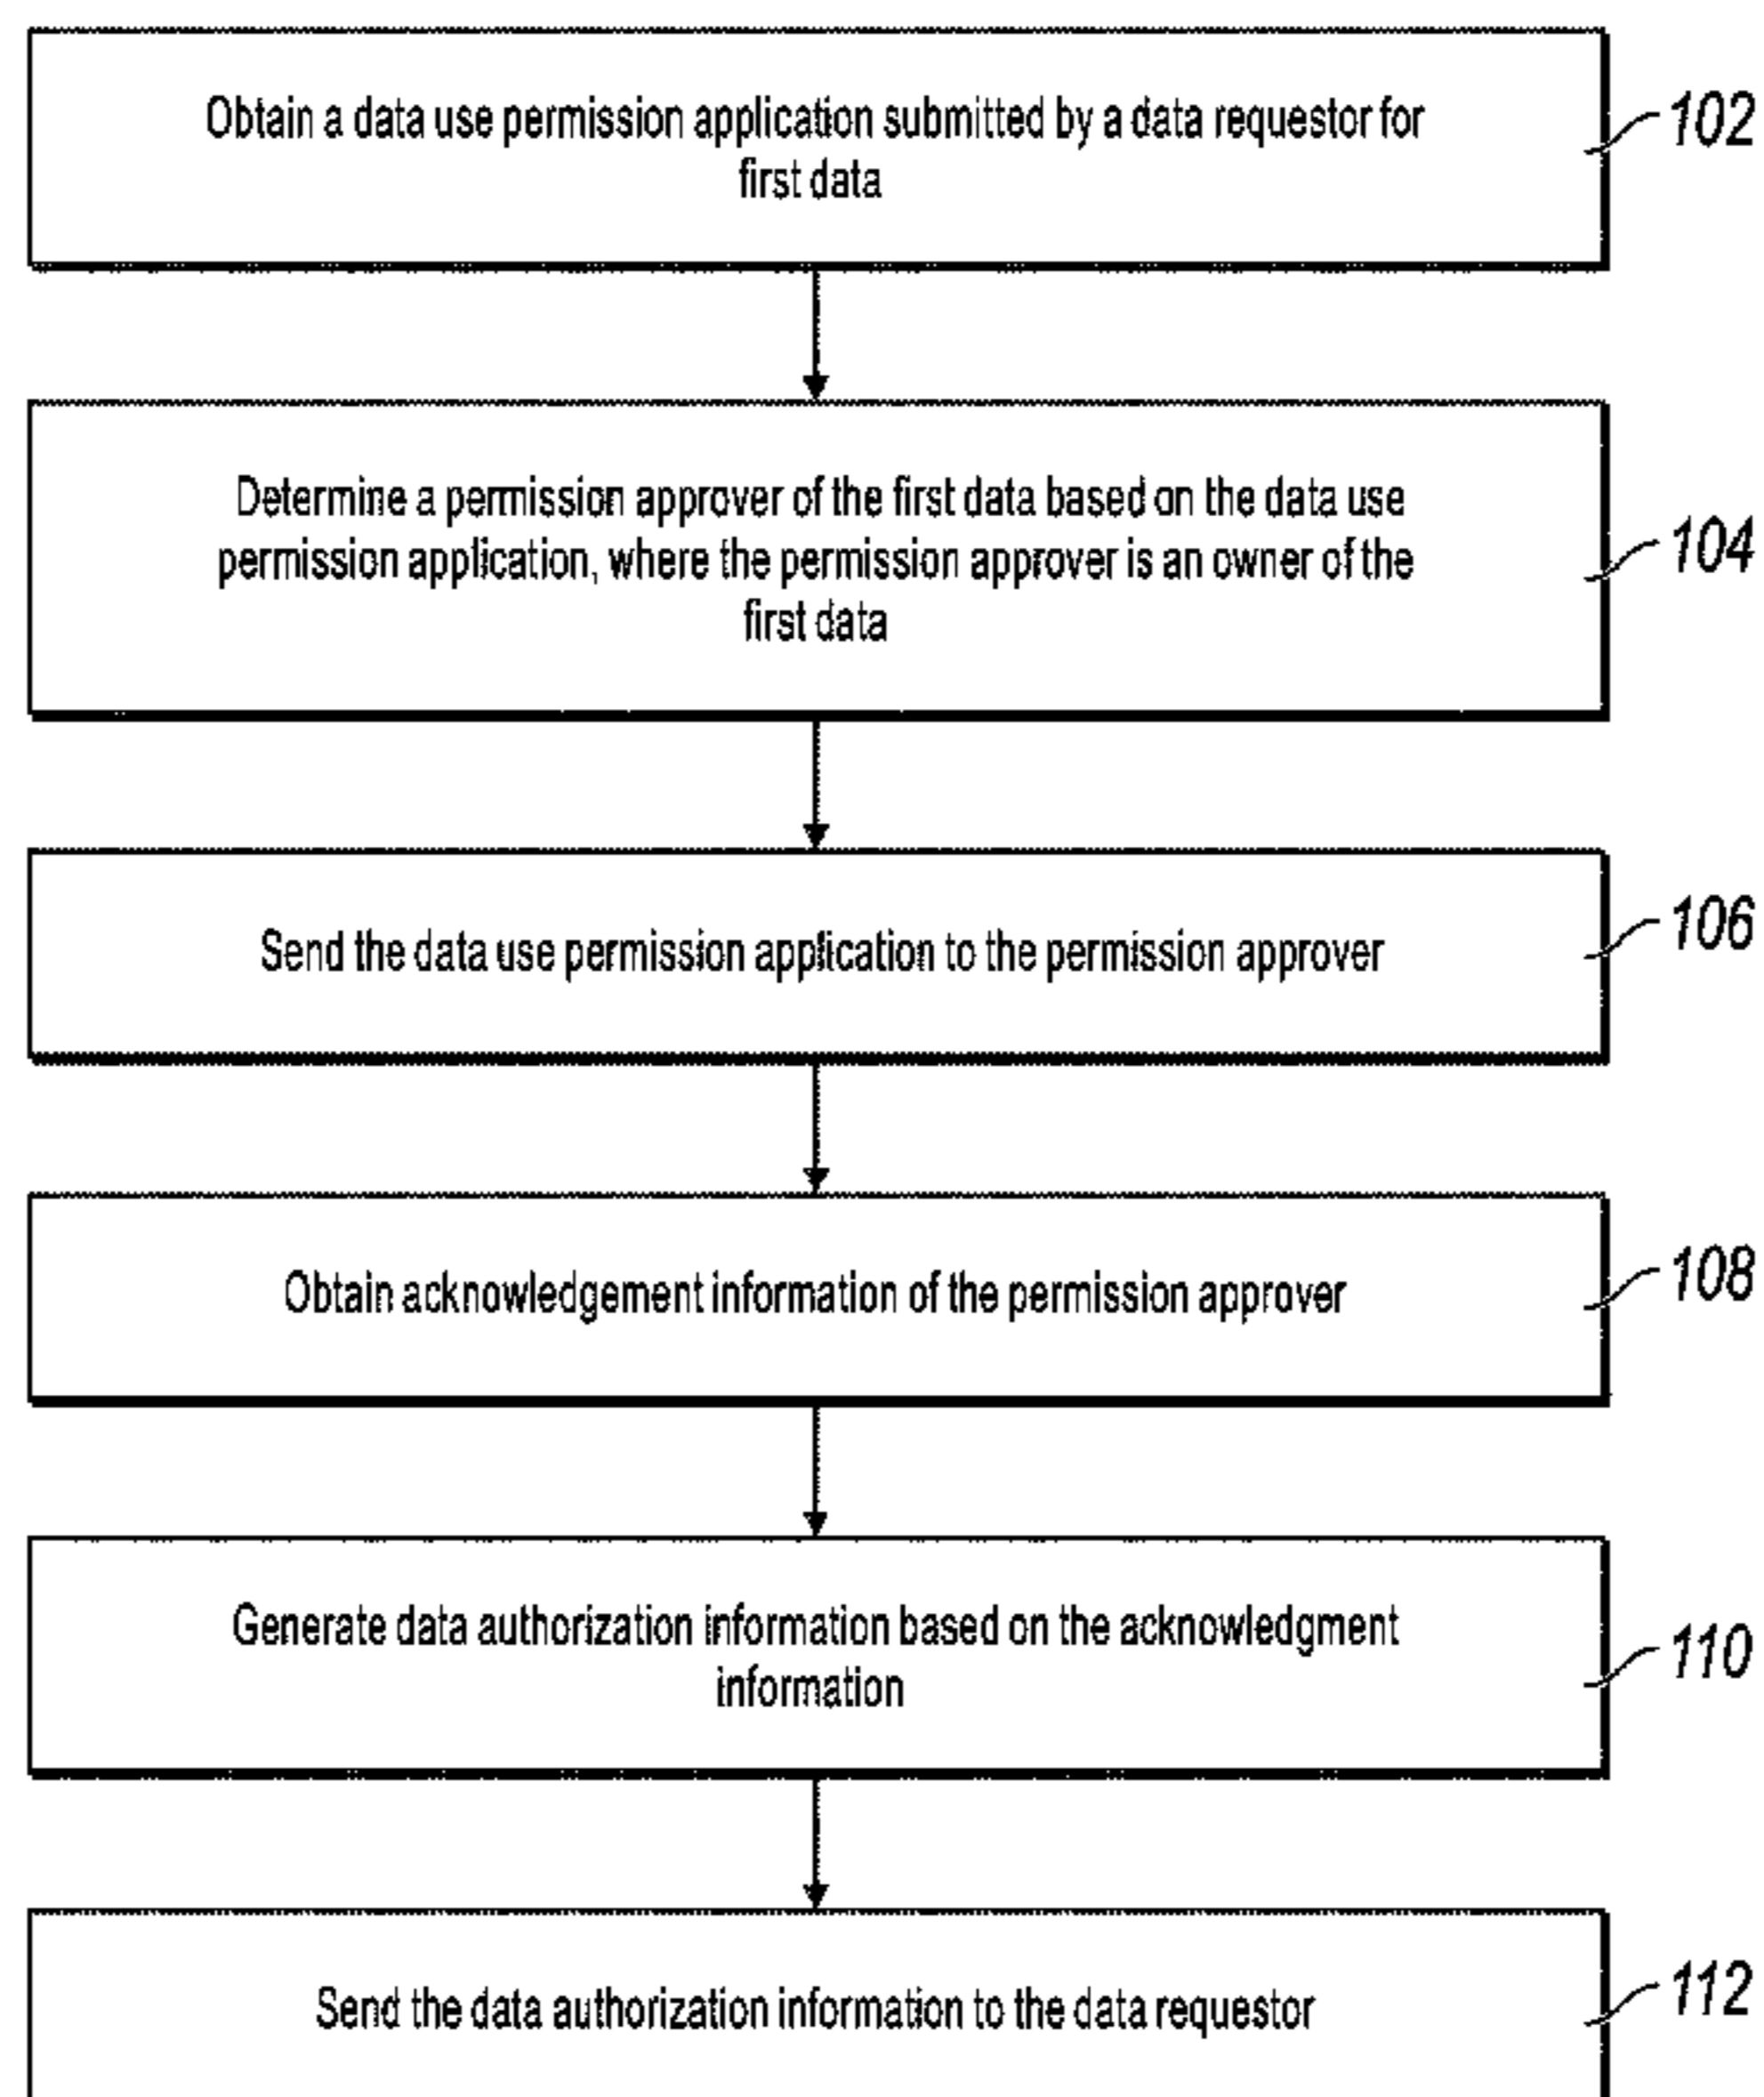 Obtain a data use permission application submitted by a data requestor for
first data
102
Determine a permission approver of the first data based on the data use
permission application, where the permission approver is an owner of the
first data
104
Send the data use permission application to the permission approver
106
Obtain acknowledgement information of the permission approver
108
Generate data authorization information based on the acknowledgment
information
110
Send the data authorization information to the data requestor
112